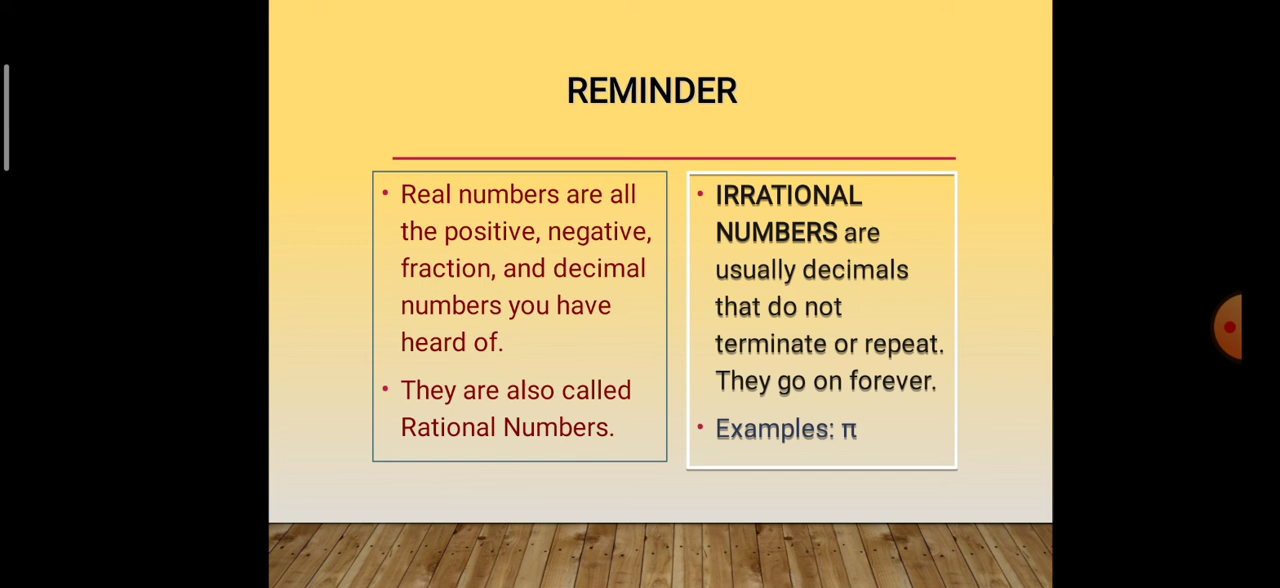 REMINDER
• Real numbers are all
the positive, negative,
fraction, and decimal
numbers you have
heard of.
• They are also called
Rational Numbers.
• IRRATIONAL
NUMBERS are
usually decimals
that do not
terminate or repeat.
They go on forever.
• Examples: π